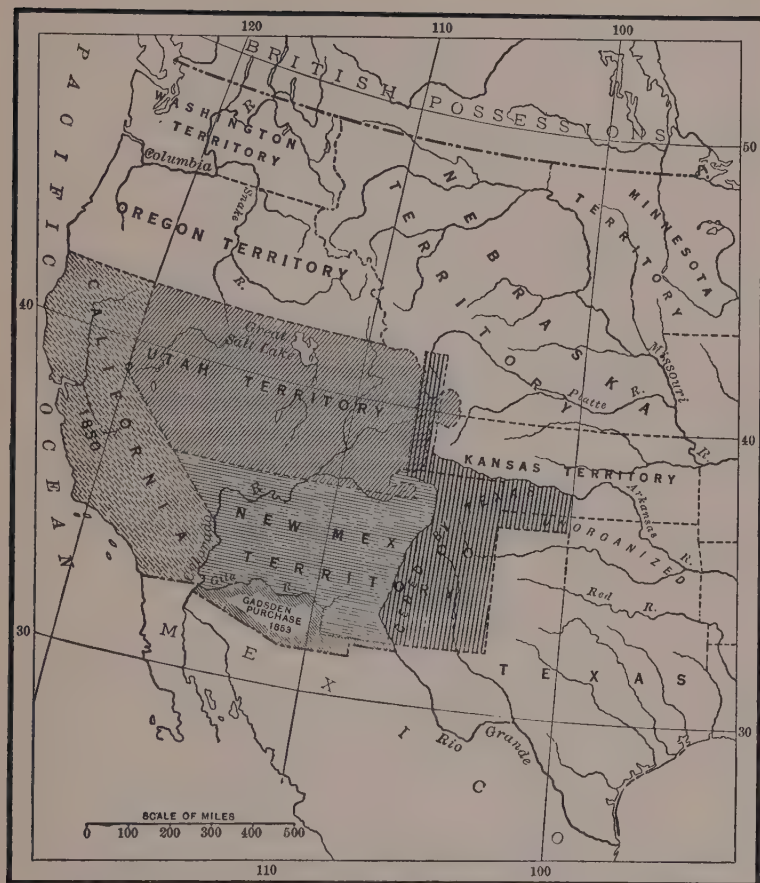 120
110
100
BRITISH POSSESSIONS
PACIFIC OCEAN
WASHINGTON
TERRITORY
R.
Columbia
Snake
R.
OREGON TERRITORY
NEBRASKA
TERRITORY
MINNESOTA
TERRITORY
50
40
CALIFORNIA
1850
Great
Salt Lake
UTAH TERRITORY
Platte R.
Missouri
R.
40
KANSAS TERRITORY
Arkansas
R.
UNORGANIZED
Colorado
R.
NEW MEXICO
TERRITORY
Gila R.
GADSDEN
PURCHASE
1853
Red R.
30
MEXICO
TEXAS
30
Rio Grande
SCALE OF MILES
0 100 200 300 400 500
110
100